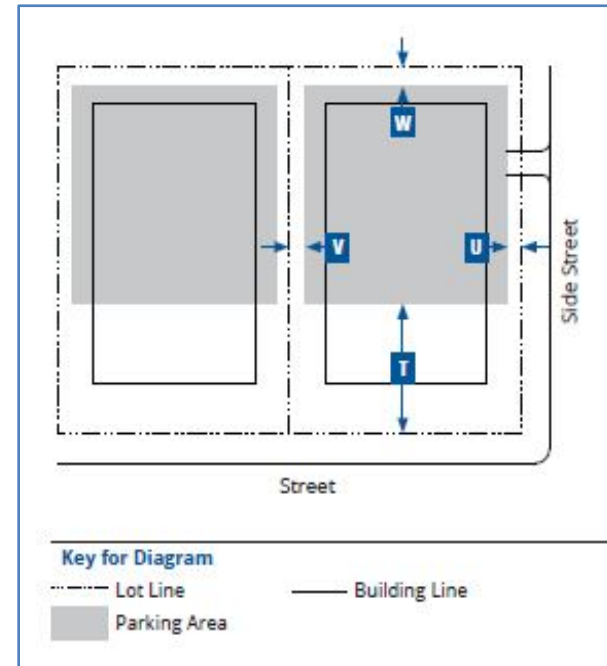 W
V
U
Side Street
T
Street
Key for Diagram
Lot Line
Building Line
Parking Area